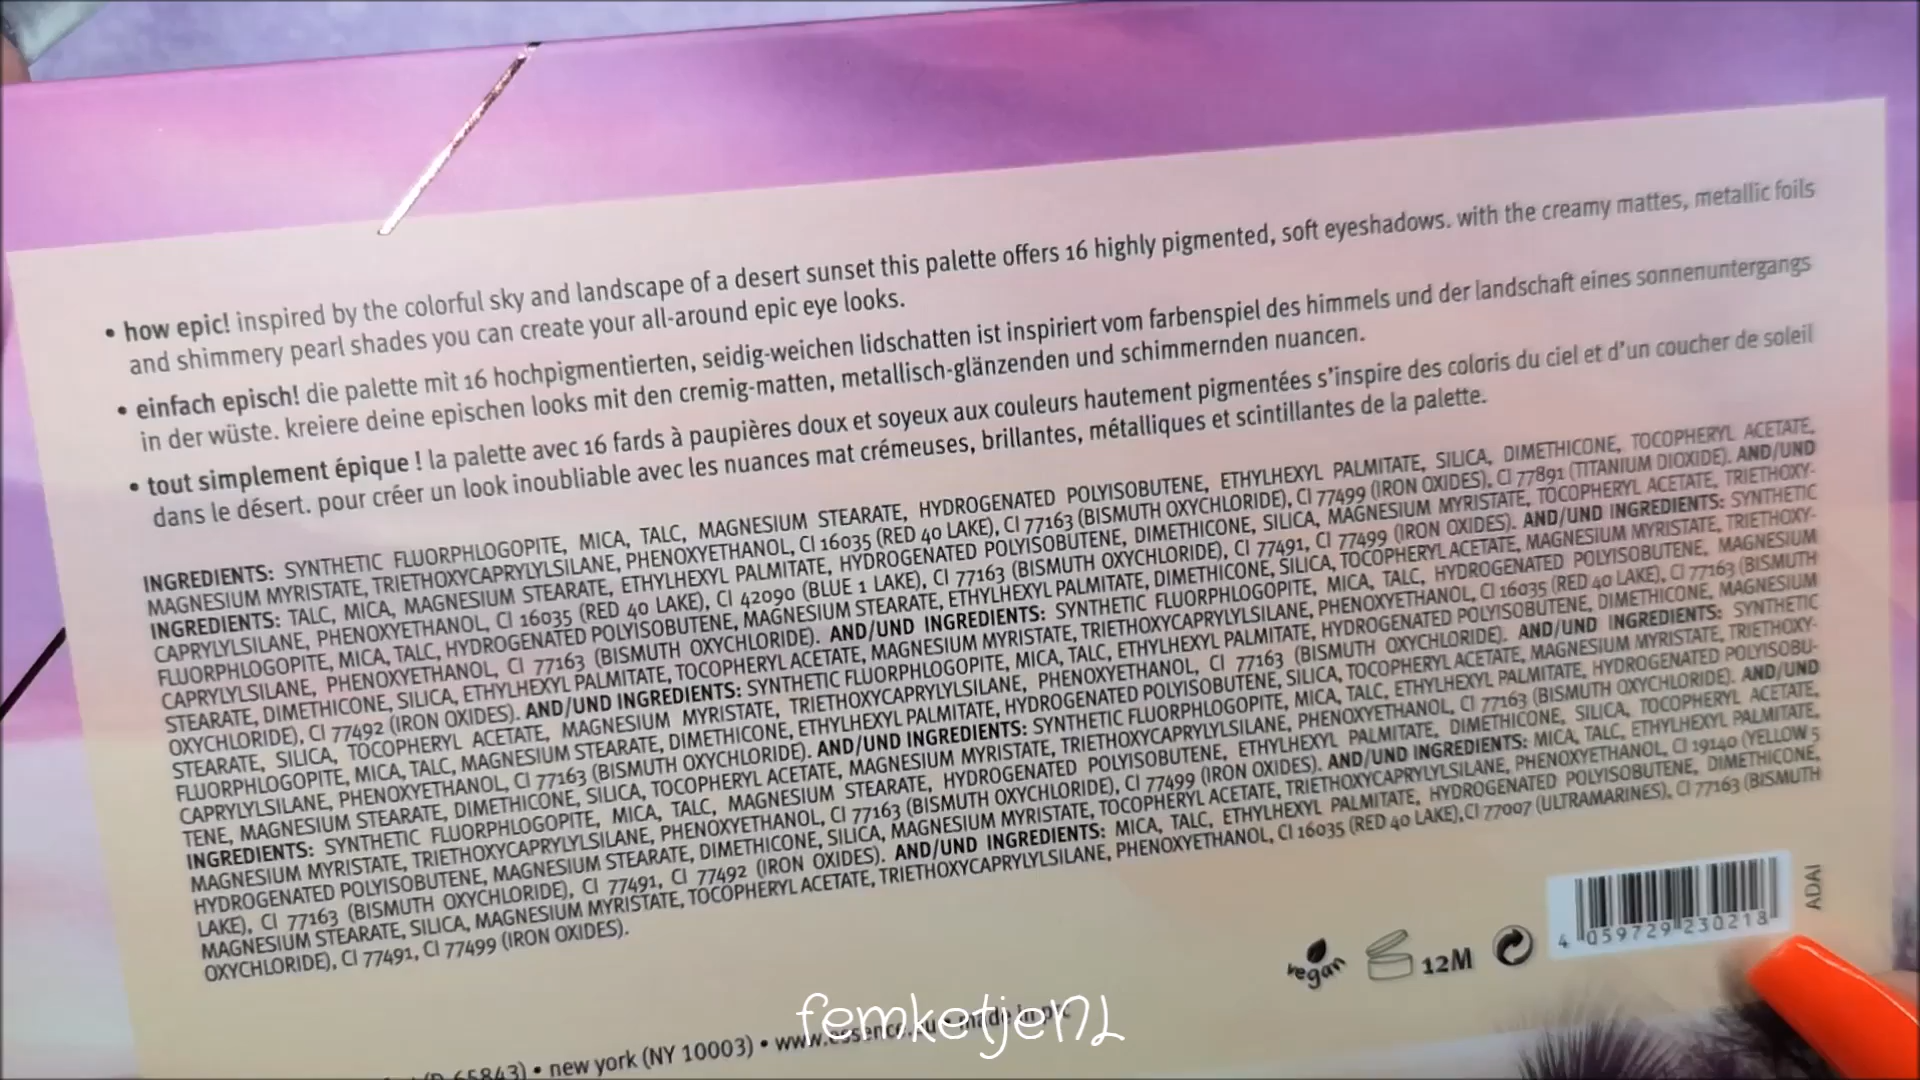 • how epic! inspired by the colorful sky and landscape of a desert sunset this palette offers 16 highly pigmented, soft eyeshadows. with the creamy mattes, metallic foils
and shimmery pearl shades you can create your all-around epic eye looks.
• einfach episch! die palette mit 16 hochpigmentierten, seidig-weichen lidschatten ist inspiriert vom farbenspiel des himmels und der landschaft eines sonnenuntergangs
in der wüste. kreiere deine epischen looks mit den cremig-matten, metallisch-glänzenden und schimmernden nuancen.
• tout simplement épique ! la palette avec 16 fards à paupières doux et soyeux aux couleurs hautement pigmentées s'inspire des coloris du ciel et d'un coucher de soleil
dans le désert. pour créer un look inoubliable avec les nuances mat crémeuses, brillantes, métalliques et scintillantes de la palette.
INGREDIENTS: SYNTHETIC FLUORPHLOGOPITE, MICA, TALC, MAGNESIUM STEARATE, HYDROGENATED POLYISOBUTENE, ETHYLHEXYL PALMITATE, SILICA, DIMETHICONE, TOCOPHERYL ACETATE,
MAGNESIUM MYRISTATE, TRIETHOXYCAPRYLYLSILANE, PHENOXYETHANOL, CI 16035 (RED 40 LAKE), CI 77163 (BISMUTH OXYCHLORIDE), CI 77499 (IRON OXIDES), CI 77891 (TITANIUM DIOXIDE). AND/UND
INGREDIENTS: TALC, MICA, MAGNESIUM STEARATE, ETHYLHEXYL PALMITATE, HYDROGENATED POLYISOBUTENE, DIMETHICONE, SILICA, MAGNESIUM MYRISTATE, TOCOPHERYL ACETATE, TRIETHOXY-
CAPRYLYLSILANE, PHENOXYETHANOL, CI 16035 (RED 40 LAKE), CI 42090 (BLUE 1 LAKE), CI 77163 (BISMUTH OXYCHLORIDE), CI 77491, CI 77499 (IRON OXIDES). AND/UND INGREDIENTS: SYNTHETIC
FLUORPHLOGOPITE, MICA, TALC, HYDROGENATED POLYISOBUTENE, MAGNESIUM STEARATE, ETHYLHEXYL PALMITATE, DIMETHICONE, SILICA, TOCOPHERYL ACETATE, MAGNESIUM MYRISTATE, TRIETHOXY-
CAPRYLYLSILANE, PHENOXYETHANOL, CI 77163 (BISMUTH OXYCHLORIDE). AND/UND INGREDIENTS: SYNTHETIC FLUORPHLOGOPITE, MICA, TALC, HYDROGENATED POLYISOBUTENE, MAGNESIUM
STEARATE, DIMETHICONE, SILICA, ETHYLHEXYL PALMITATE, TOCOPHERYL ACETATE, MAGNESIUM MYRISTATE, TRIETHOXYCAPRYLYLSILANE, PHENOXYETHANOL, CI 16035 (RED 40 LAKE), CI 77163 (BISMUTH
OXYCHLORIDE), CI 77492 (IRON OXIDES). AND/UND INGREDIENTS: SYNTHETIC FLUORPHLOGOPITE, MICA, TALC, ETHYLHEXYL PALMITATE, HYDROGENATED POLYISOBUTENE, DIMETHICONE, MAGNESIUM
STEARATE, SILICA, TOCOPHERYL ACETATE, MAGNESIUM MYRISTATE, TRIETHOXYCAPRYLYLSILANE, PHENOXYETHANOL, CI 77163 (BISMUTH OXYCHLORIDE). AND/UND INGREDIENTS: SYNTHETIC
FLUORPHLOGOPITE, MICA, TALC, MAGNESIUM STEARATE, DIMETHICONE, ETHYLHEXYL PALMITATE, HYDROGENATED POLYISOBUTENE, SILICA, TOCOPHERYL ACETATE, MAGNESIUM MYRISTATE, TRIETHOXY-
CAPRYLYLSILANE, PHENOXYETHANOL, CI 77163 (BISMUTH OXYCHLORIDE). AND/UND INGREDIENTS: SYNTHETIC FLUORPHLOGOPITE, MICA, TALC, ETHYLHEXYL PALMITATE, HYDROGENATED POLYISOBU-
TENE, MAGNESIUM STEARATE, DIMETHICONE, SILICA, TOCOPHERYL ACETATE, MAGNESIUM MYRISTATE, TRIETHOXYCAPRYLYLSILANE, PHENOXYETHANOL, CI 77163 (BISMUTH OXYCHLORIDE). AND/UND
INGREDIENTS: SYNTHETIC FLUORPHLOGOPITE, MICA, TALC, MAGNESIUM STEARATE, HYDROGENATED POLYISOBUTENE, ETHYLHEXYL PALMITATE, DIMETHICONE, SILICA, TOCOPHERYL ACETATE,
MAGNESIUM MYRISTATE, TRIETHOXYCAPRYLYLSILANE, PHENOXYETHANOL, CI 77163 (BISMUTH OXYCHLORIDE), CI 77499 (IRON OXIDES). AND/UND INGREDIENTS: MICA, TALC, ETHYLHEXYL PALMITATE,
HYDROGENATED POLYISOBUTENE, MAGNESIUM STEARATE, DIMETHICONE, SILICA, MAGNESIUM MYRISTATE, TOCOPHERYL ACETATE, TRIETHOXYCAPRYLYLSILANE, PHENOXYETHANOL, CI 19140 (YELLOW 5
LAKE), CI 77163 (BISMUTH OXYCHLORIDE), CI 77491, CI 77492 (IRON OXIDES). AND/UND INGREDIENTS: MICA, TALC, ETHYLHEXYL PALMITATE, HYDROGENATED POLYISOBUTENE, DIMETHICONE,
MAGNESIUM STEARATE, SILICA, MAGNESIUM MYRISTATE, TOCOPHERYL ACETATE, TRIETHOXYCAPRYLYLSILANE, PHENOXYETHANOL, CI 16035 (RED 40 LAKE), CI 77007 (ULTRAMARINES), CI 77163 (BISMUTH
OXYCHLORIDE), CI 77491, CI 77499 (IRON OXIDES).
vegan
12M
4 059729 230218
ADAI
65843) • new york (NY 10003) • www.essence. made in
femketjeNL